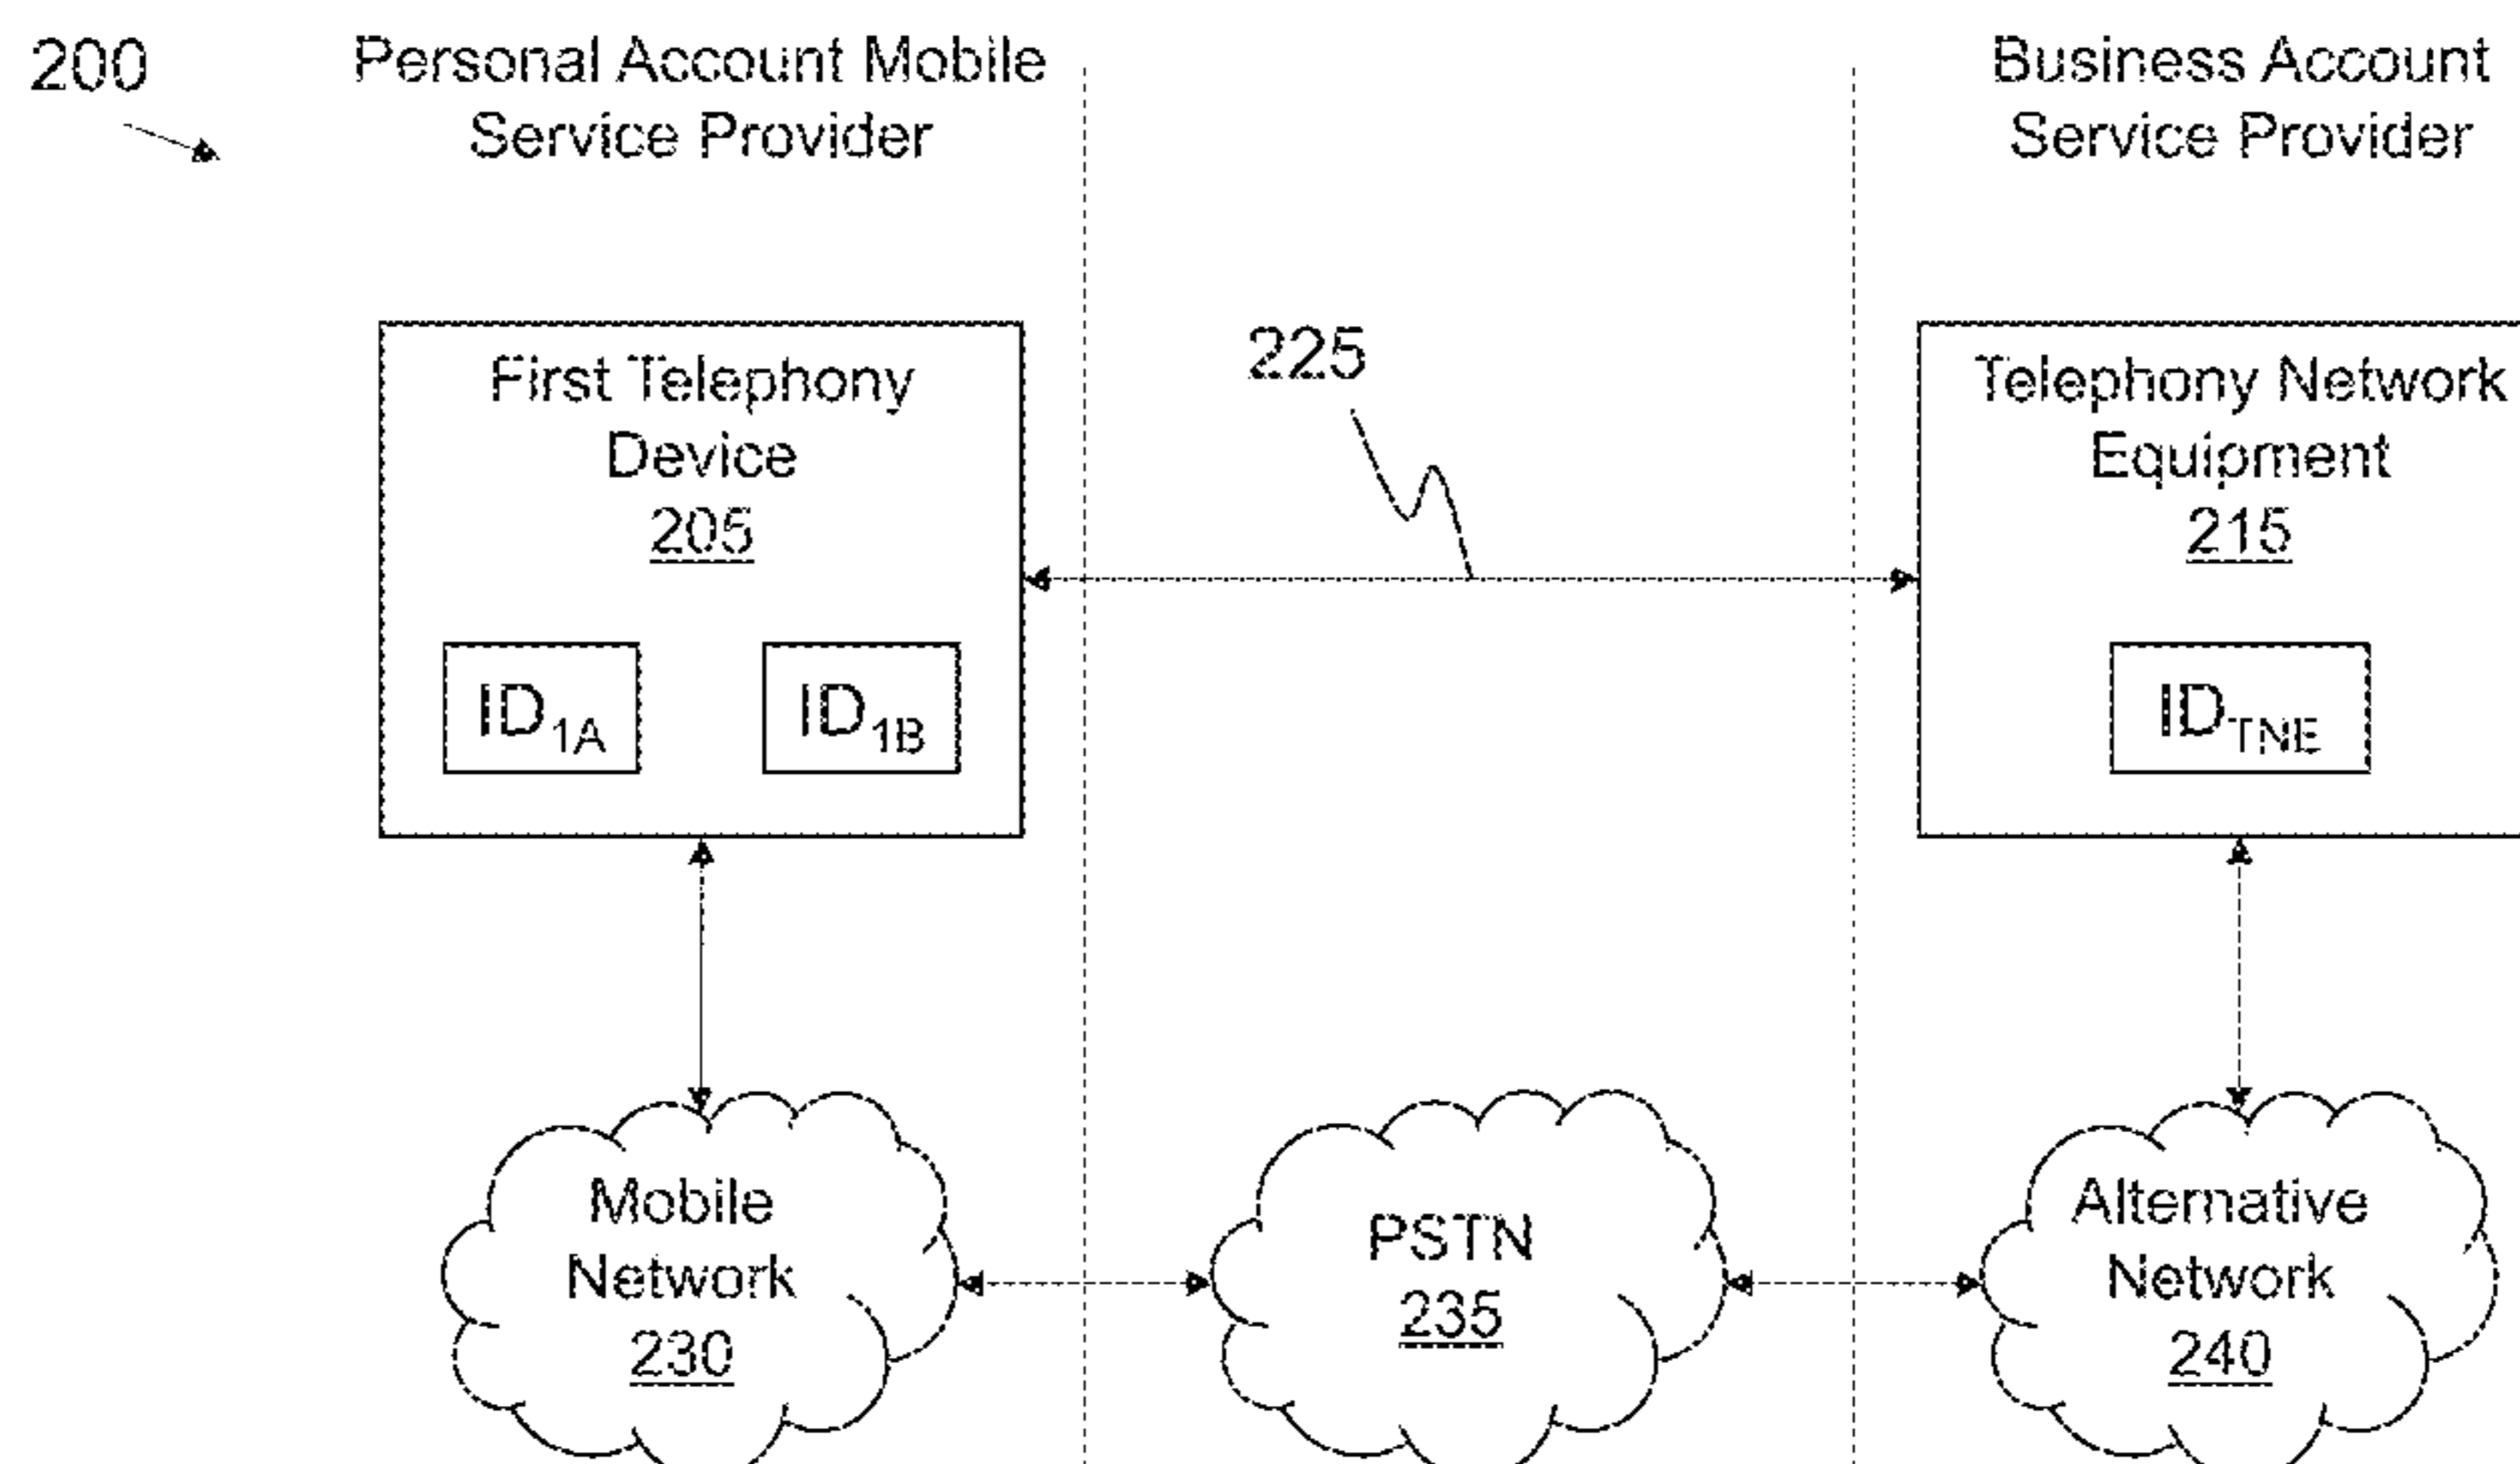 200
Personal Account Mobile
Service Provider
Business Account
Service Provider
First Telephony
Device
205
ID1A
ID1B
225
Telephony Network
Equipment
215
IDTNE
Mobile
Network
230
PSTN
235
Alternative
Network
240